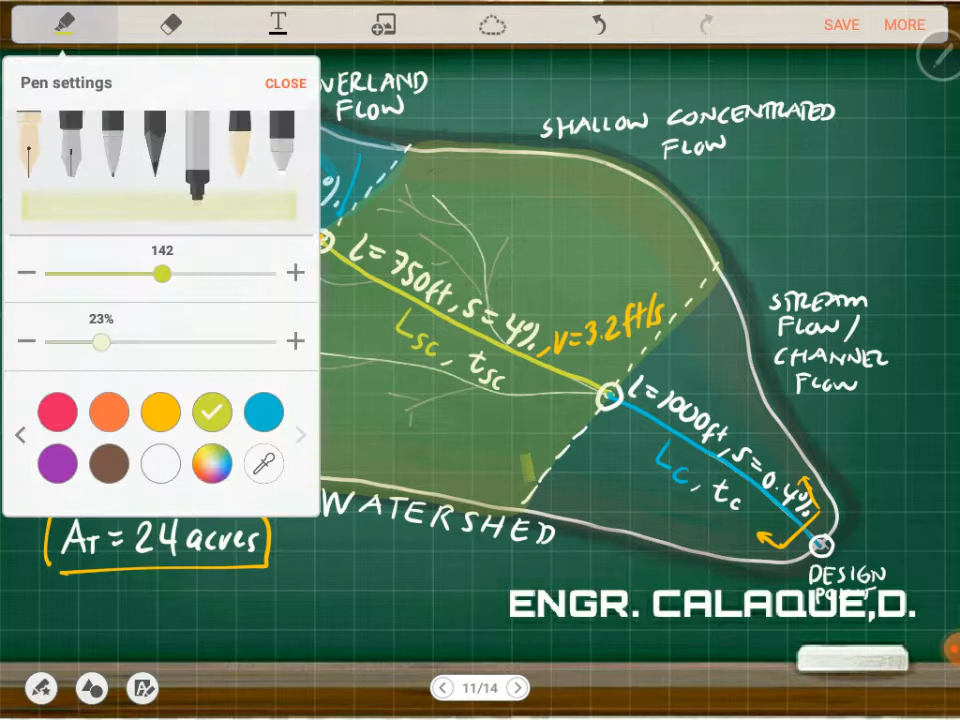 T
SAVE
MORE
Pen settings
CLOSE
142
23%
VERLAND
FLOW
SHALLOW CONCENTRATED
FLOW
L=750ft, S=4%, V=3.2ft/s
Lsc, tsc
STREAM
FLOW/
CHANNEL
FLOW
L=1000ft, S=0.4%
Lc, tc
WATERSHED
AT = 24 acres
DESIGN
POINT
ENGR. CALAQUE,D.
A
11/14